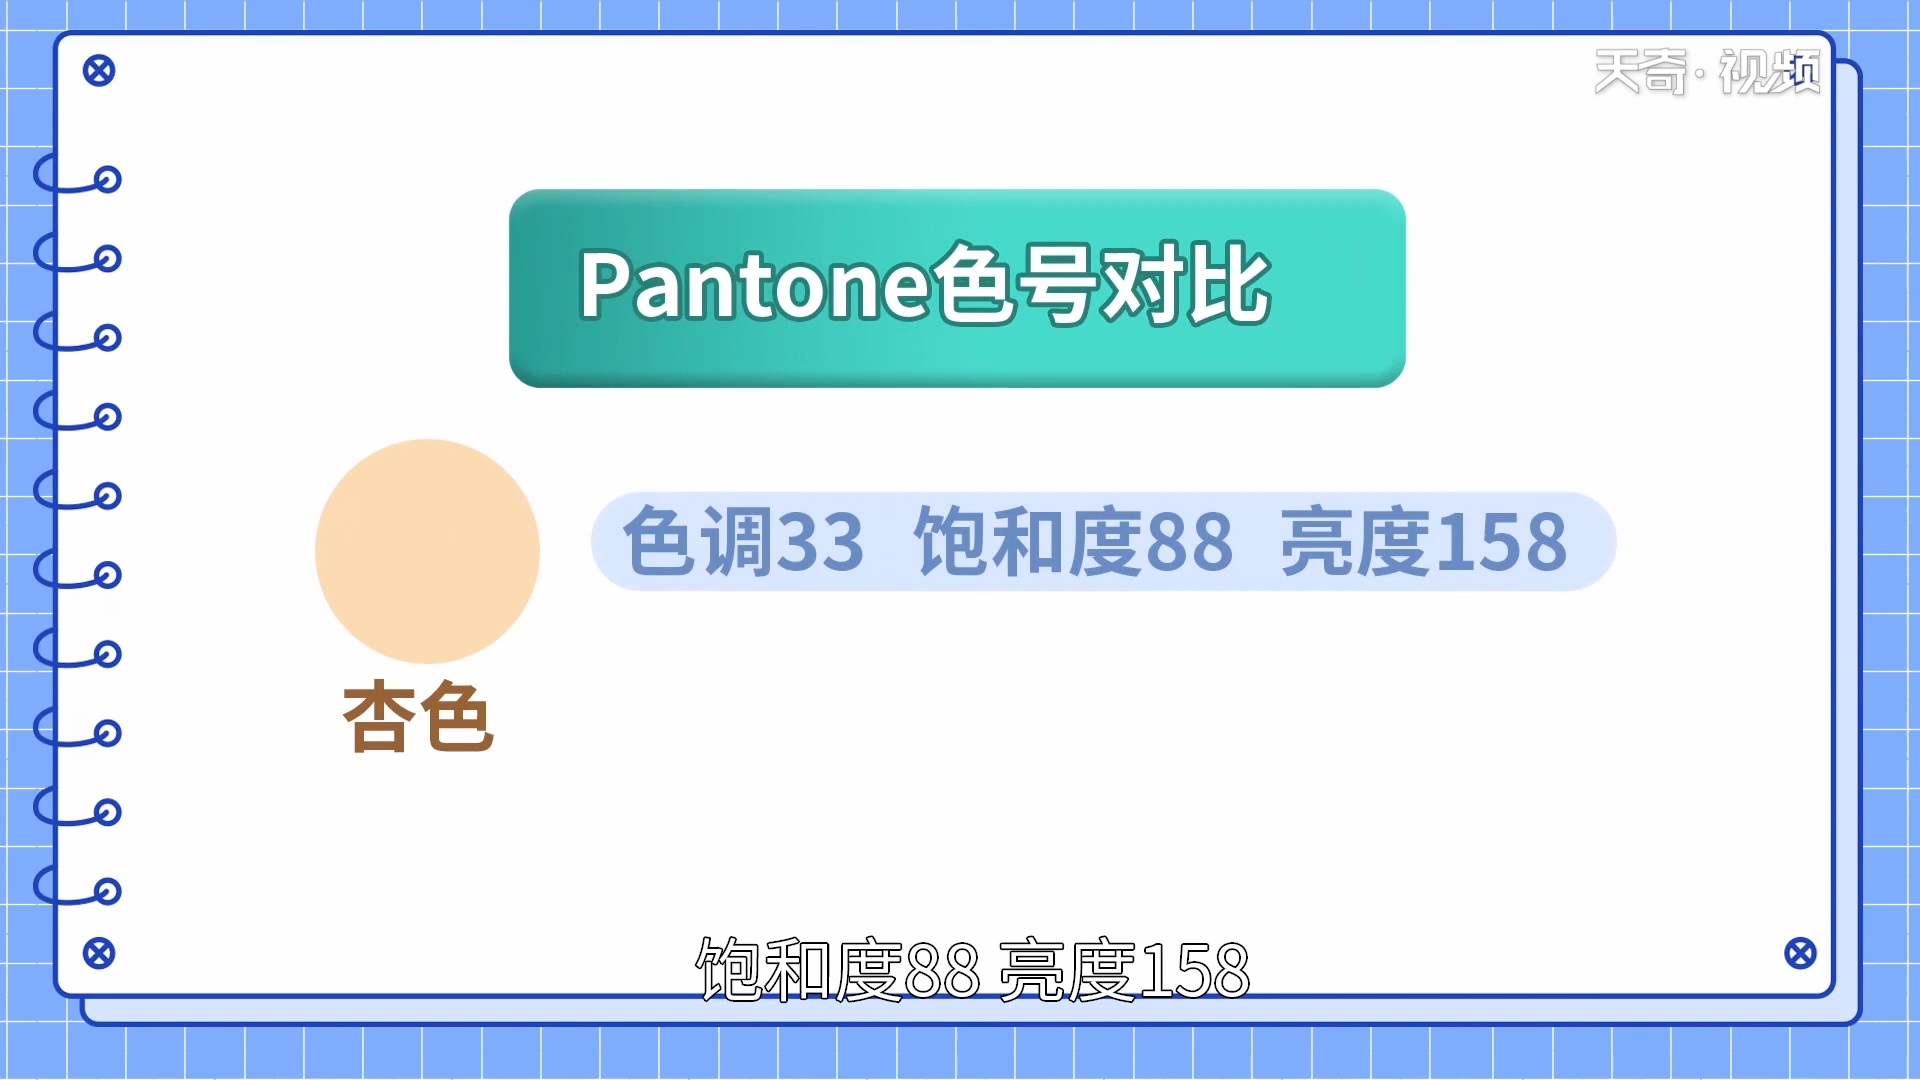 天奇·视频
Pantone色号对比
色调33 饱和度88 亮度158
杏色
饱和度88 亮度158